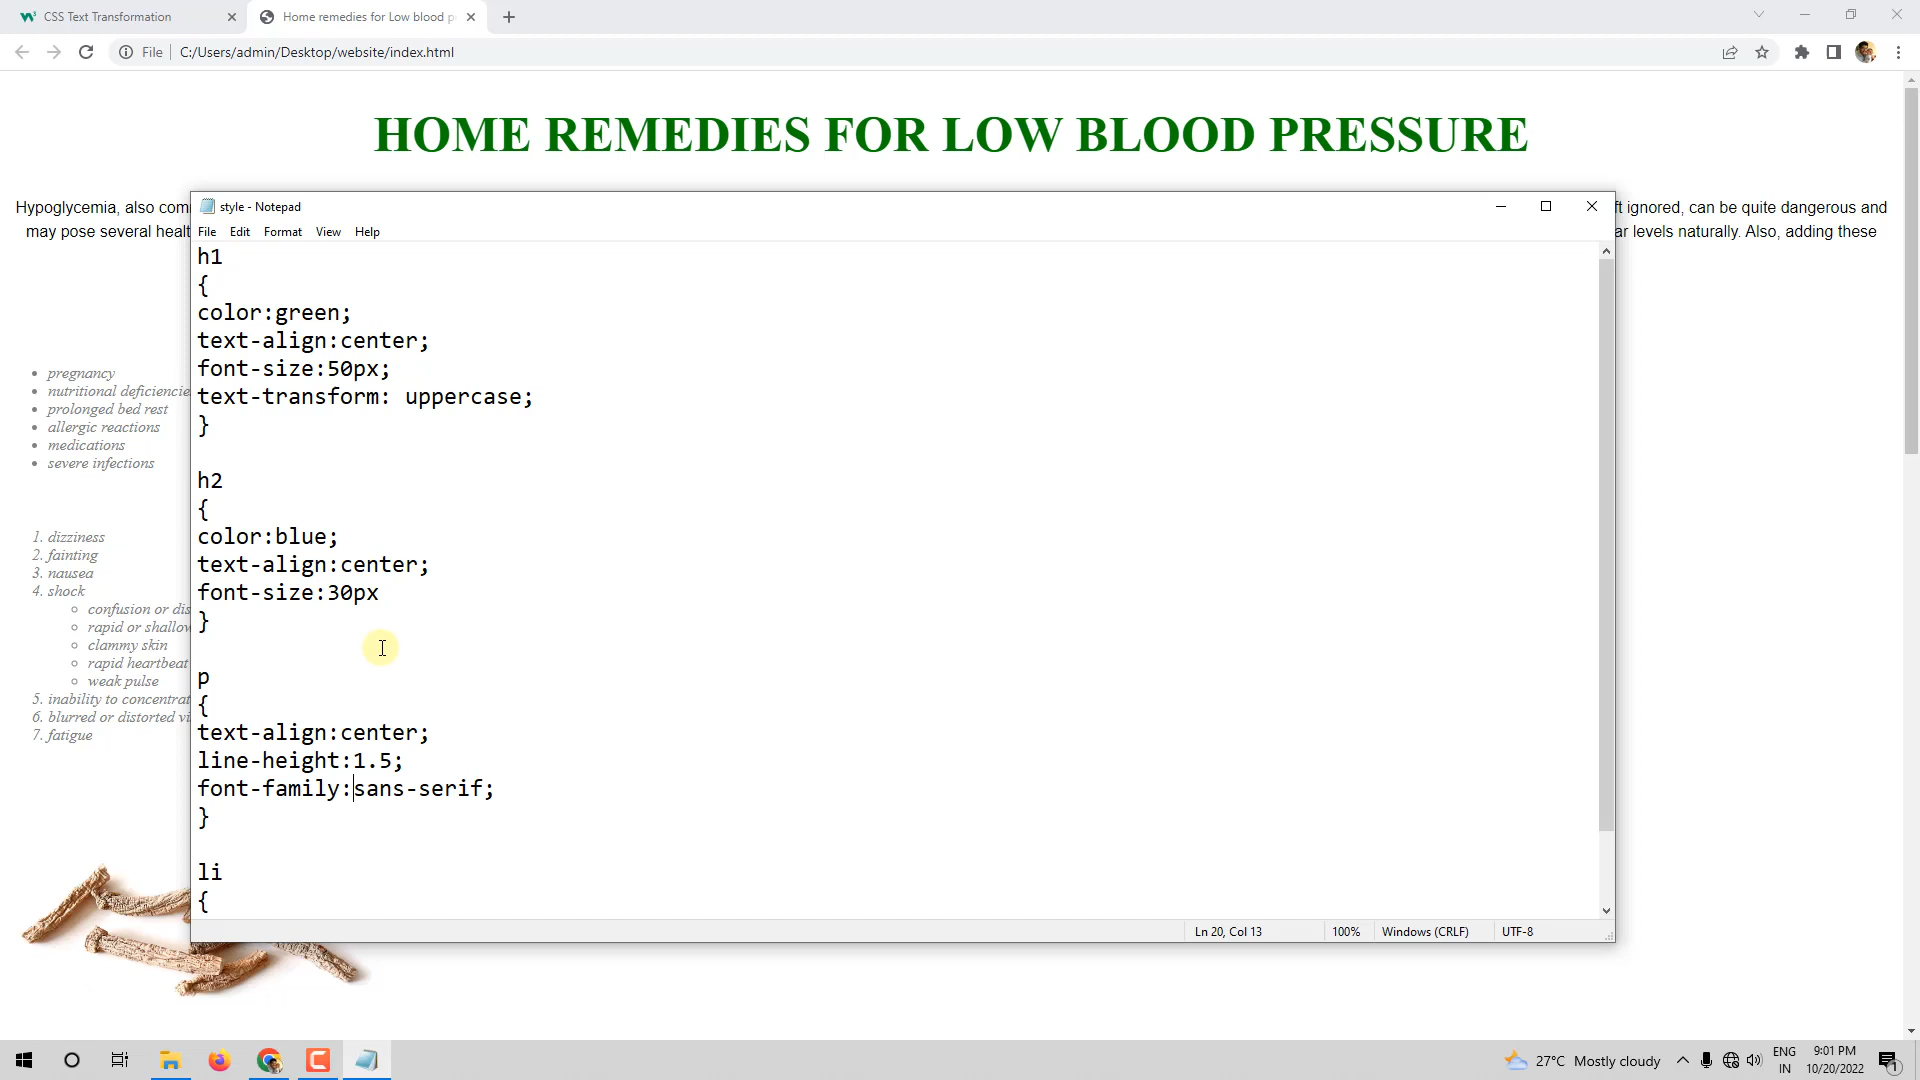 CSS Text Transformation
Home remedies for Low blood p
File
C:/Users/admin/Desktop/website/index.html
HOME REMEDIES FOR LOW BLOOD PRESSURE
Hypoglycemia, also com
ft ignored, can be quite dangerous and
may pose several healt
ar levels naturally. Also, adding these
style - Notepad
File Edit Format View Help
h1
{
color:green;
text-align:center;
font-size:50px;
text-transform: uppercase;
}
h2
{
color:blue;
text-align:center;
font-size:30px
}
p
{
text-align:center;
line-height:1.5;
font-family:sans-serif;
}
li
{
Ln 20, Col 13
100%
Windows (CRLF)
UTF-8
• pregnancy
• nutritional deficiencie
• prolonged bed rest
• allergic reactions
• medications
• severe infections
1. dizziness
2. fainting
3. nausea
4. shock
○ confusion or dis
○ rapid or shallow
○ clammy skin
○ rapid heartbeat
○ weak pulse
5. inability to concentrat
6. blurred or distorted vi
7. fatigue
27°C Mostly cloudy
ENG
IN
9:01 PM
10/20/2022
1